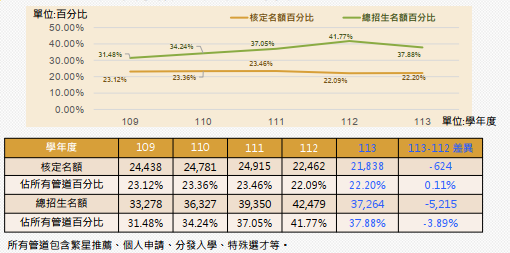 單位:百分比
核定名額百分比 總招生名額百分比
50.00%
40.00%
30.00%
20.00%
10.00%
0.00%
31.48% 34.24% 37.05% 41.77% 37.88%
23.12% 23.36% 23.46% 22.09% 22.20%
109 110 111 112 113
單位:學年度
學年度 109 110 111 112 113 113-112 差異
核定名額 24,438 24,781 24,915 22,462 21,838 -624
佔所有管道百分比 23.12% 23.36% 23.46% 22.09% 22.20% 0.11%
總招生名額 33,278 36,327 39,350 42,479 37,264 -5,215
佔所有管道百分比 31.48% 34.24% 37.05% 41.77% 37.88% -3.89%
所有管道包含繁星推薦、個人申請、分發入學、特殊選才等。